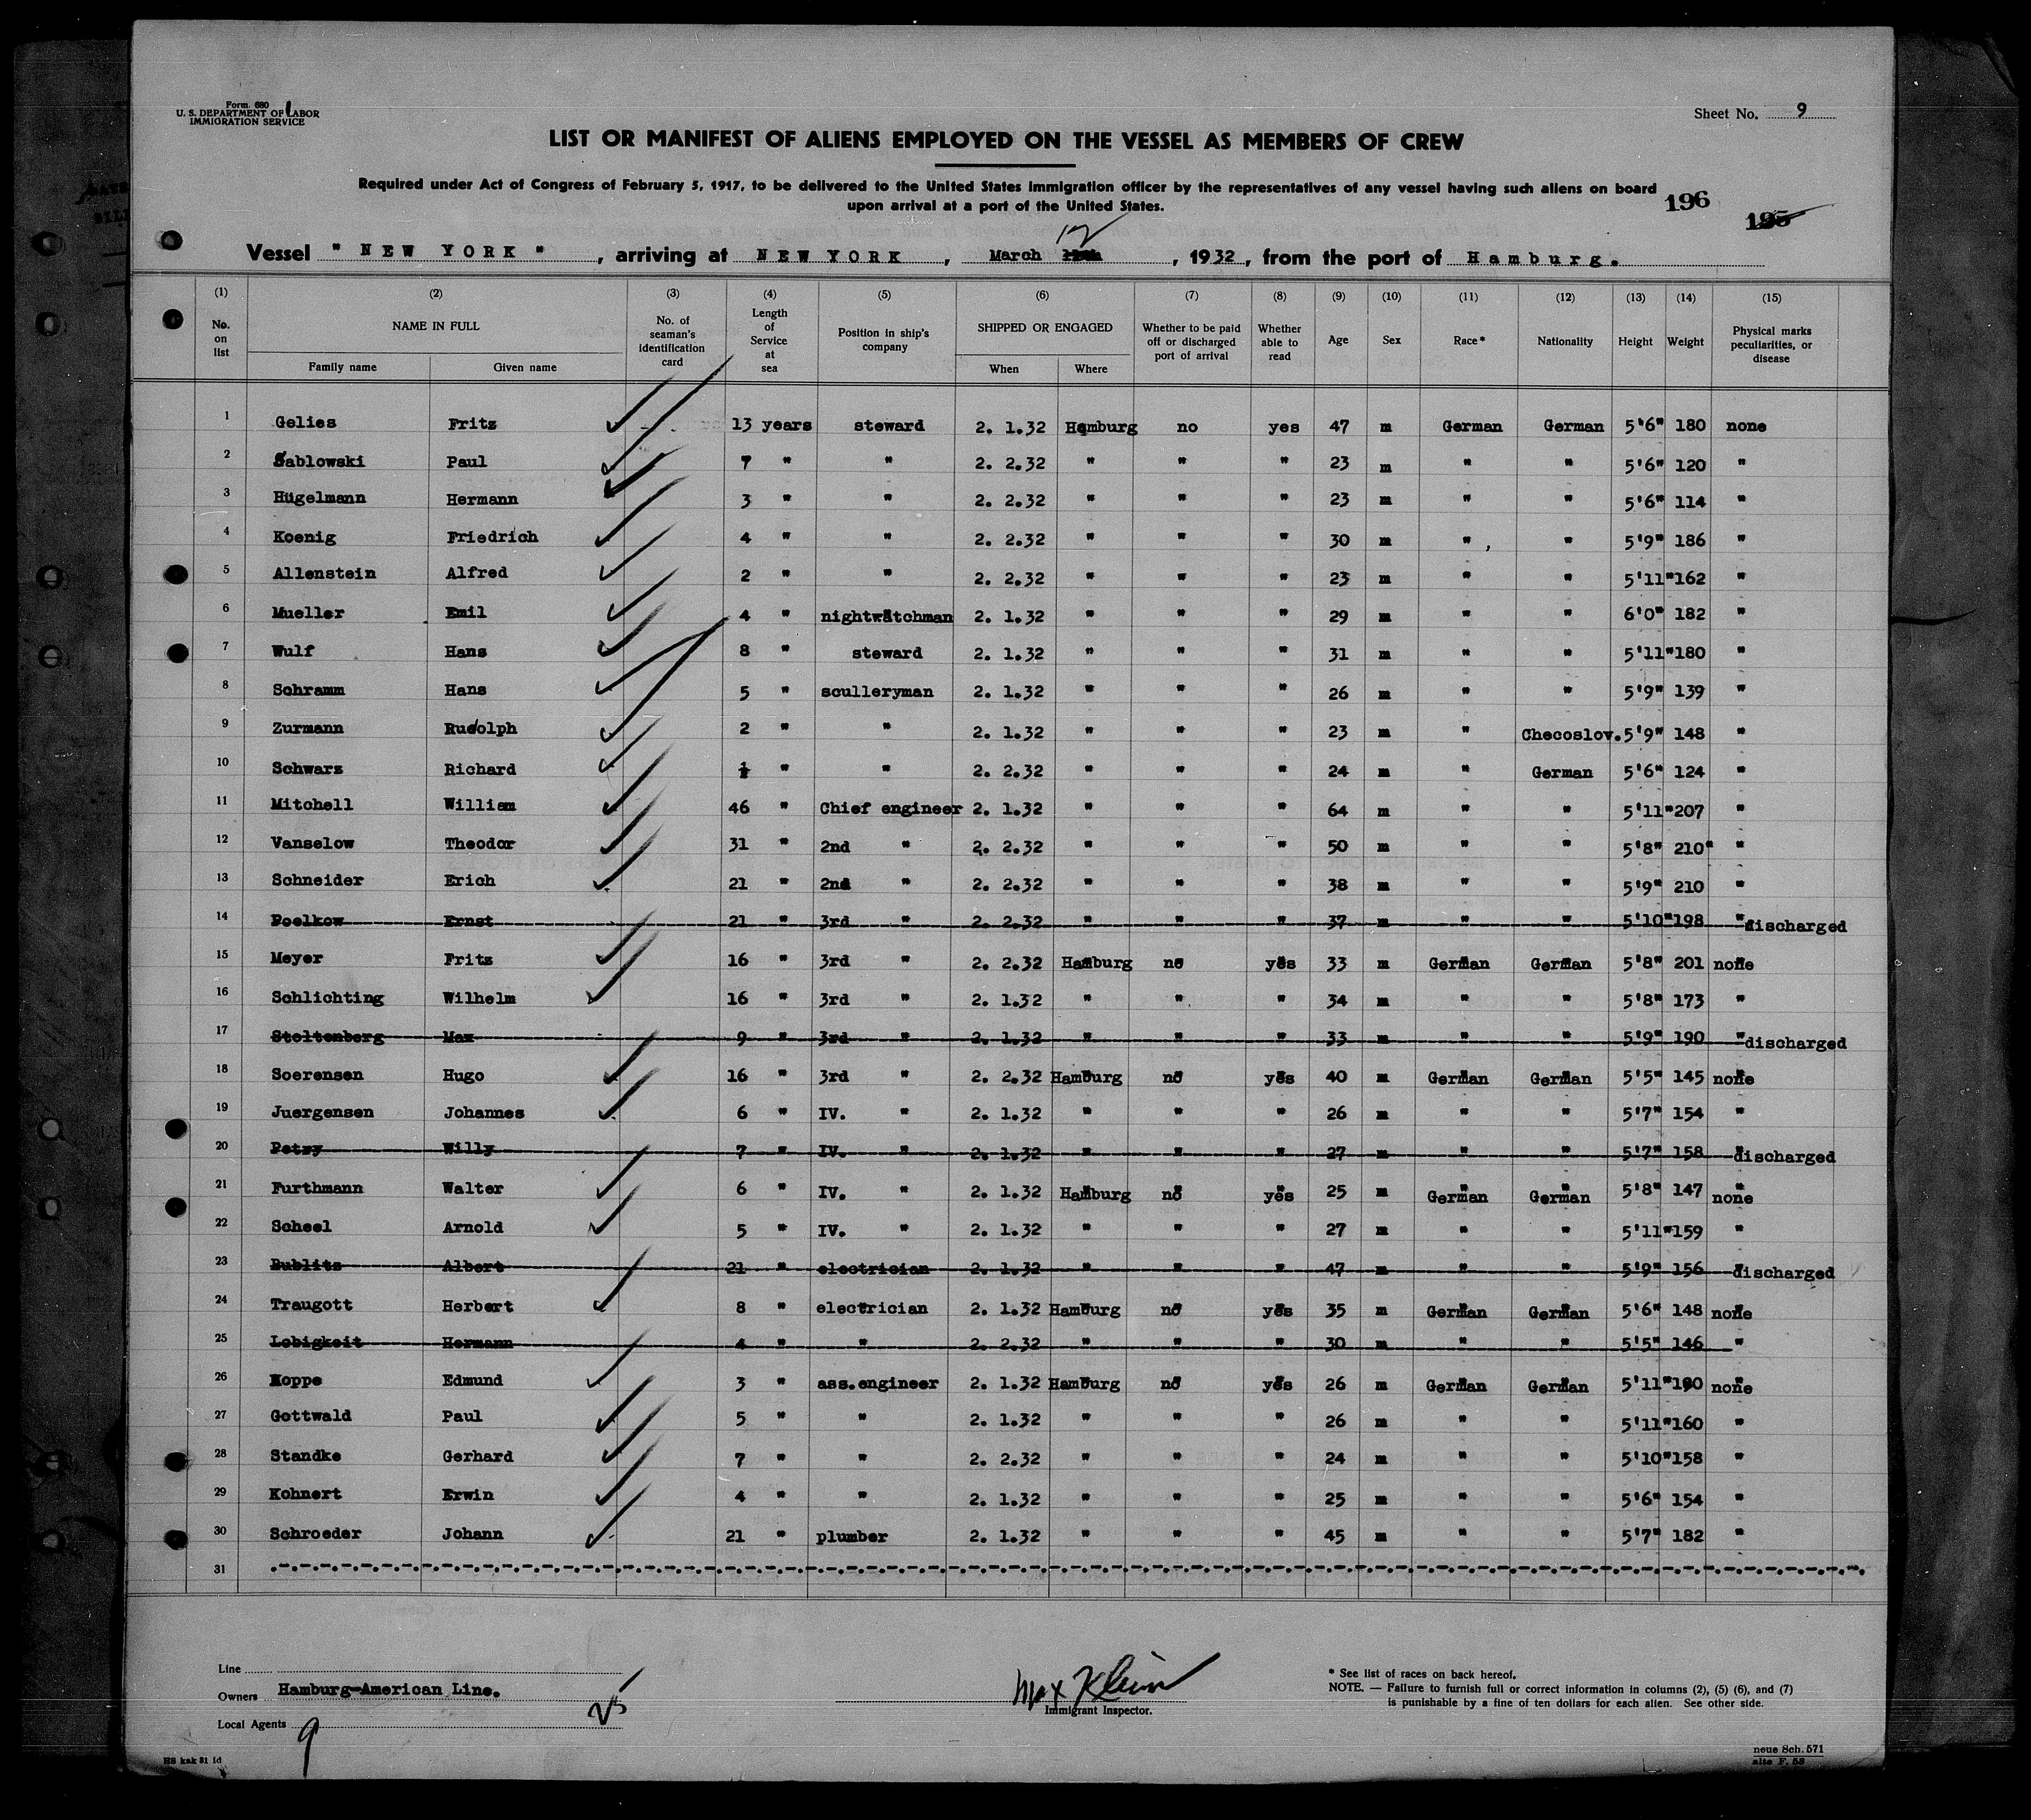 Form. 680
U. S. DEPARTMENT OF LABOR
IMMIGRATION SERVICE
Sheet No. 9
LIST OR MANIFEST OF ALIENS EMPLOYED ON THE VESSEL AS MEMBERS OF CREW
Required under Act of Congress of February 5, 1917, to be delivered to the United States immigration officer by the representatives of any vessel having such aliens on board
upon arrival at a port of the United States.
196
195
12
Vessel " NEW YORK " , arriving at NEW YORK , March , 1932, from the port of Hamburg.
(1) (2) (3) (4) (5) (6) (7) (8) (9) (10) (11) (12) (13) (14) (15)
No. on list NAME IN FULL Family name Given name No. of seaman's identification card Length of Service at sea Position in ship's company SHIPPED OR ENGAGED When Where Whether to be paid off or discharged port of arrival Whether able to read Age Sex Race* Nationality Height Weight Physical marks peculiarities, or disease
1 Gelies Fritz 13 years steward 2. 1.32 Hamburg no yes 47 m German German 5'6" 180 none
2 Sablowski Paul 7 " " 2. 2.32 " " " 23 m " " 5'6" 120 "
3 Hügelmann Hermann 3 " " 2. 2.32 " " " 23 m " " 5'6" 114 "
4 Koenig Friedrich 4 " " 2. 2.32 " " " 30 m " " 5'9" 186 "
5 Allenstein Alfred 2 " " 2. 2.32 " " " 23 m " " 5'11" 162 "
6 Mueller Emil 4 " nightwatchman 2. 1.32 " " " 29 m " " 6'0" 182 "
7 Wulf Hans 8 " steward 2. 1.32 " " " 31 m " " 5'11" 180 "
8 Schramm Hans 5 " sculleryman 2. 1.32 " " " 26 m " " 5'9" 139 "
9 Zurmann Rudolph 2 " " 2. 1.32 " " " 23 m " Checoslov. 5'9" 148 "
10 Schwarz Richard " " 2. 2.32 " " " 24 m " German 5'6" 124 "
11 Mitchell William 46 " Chief engineer 2. 1.32 " " " 64 m " " 5'11" 207 "
12 Vanselow Theodor 31 " 2nd " 2. 2.32 " " " 50 m " " 5'8" 210" "
13 Schneider Erich 21 " 2nd " 2. 2.32 " " " 38 m " " 5'9" 210 "
14 Poelkow Ernst 21 " 3rd " 2. 2.32 " " " 37 m " " 5'10" 198 " discharged
15 Meyer Fritz 16 " 3rd " 2. 2.32 Hamburg no yes 33 m German German 5'8" 201 none
16 Schlichting Wilhelm 16 " 3rd " 2. 1.32 " " " 34 m " " 5'8" 173 "
17 Stoltenberg Max 9 " 3rd " 2. 1.32 " " " 33 m " " 5'9" 190 " discharged
18 Soerensen Hugo 16 " 3rd " 2. 2.32 Hamburg no yes 40 m German German 5'5" 145 none
19 Juergensen Johannes 6 " IV. " 2. 1.32 " " " 26 m " " 5'7" 154 "
20 Petry Willy 7 " IV. " 2. 1.32 " " " 27 m " " 5'7" 158 " discharged
21 Furthmann Walter 6 " IV. " 2. 1.32 Hamburg no yes 25 m German German 5'8" 147 none
22 Scheel Arnold 5 " IV. " 2. 1.32 " " " 27 m " " 5'11" 159 "
23 Bublitz Albert 21 " electrician 2. 1.32 " " " 47 m " " 5'9" 156 " discharged
24 Traugott Herbert 8 " electrician 2. 1.32 Hamburg no yes 35 m German German 5'6" 148 none
25 Lobigkeit Hermann 4 " " 2. 2.32 " " " 30 m " " 5'5" 146 "
26 Koppe Edmund 3 " ass.engineer 2. 1.32 Hamburg no yes 26 m German German 5'11" 190 none
27 Gottwald Paul 5 " " 2. 1.32 " " " 26 m " " 5'11" 160 "
28 Standke Gerhard 7 " " 2. 2.32 " " " 24 m " " 5'10" 158 "
29 Kohnert Erwin 4 " " 2. 1.32 " " " 25 m " " 5'6" 154 "
30 Schroeder Johann 21 " plumber 2. 1.32 " " " 45 m " " 5'7" 182 "
31
Line
Owners Hamburg-American Line.
Local Agents
9
25
Max Klein
Immigrant Inspector.
* See list of races on back hereof.
NOTE. — Failure to furnish full or correct information in columns (2), (5) (6), and (7)
is punishable by a fine of ten dollars for each alien. See other side.
HS kak 31 1d
neue Sch. 571
alte F. 58